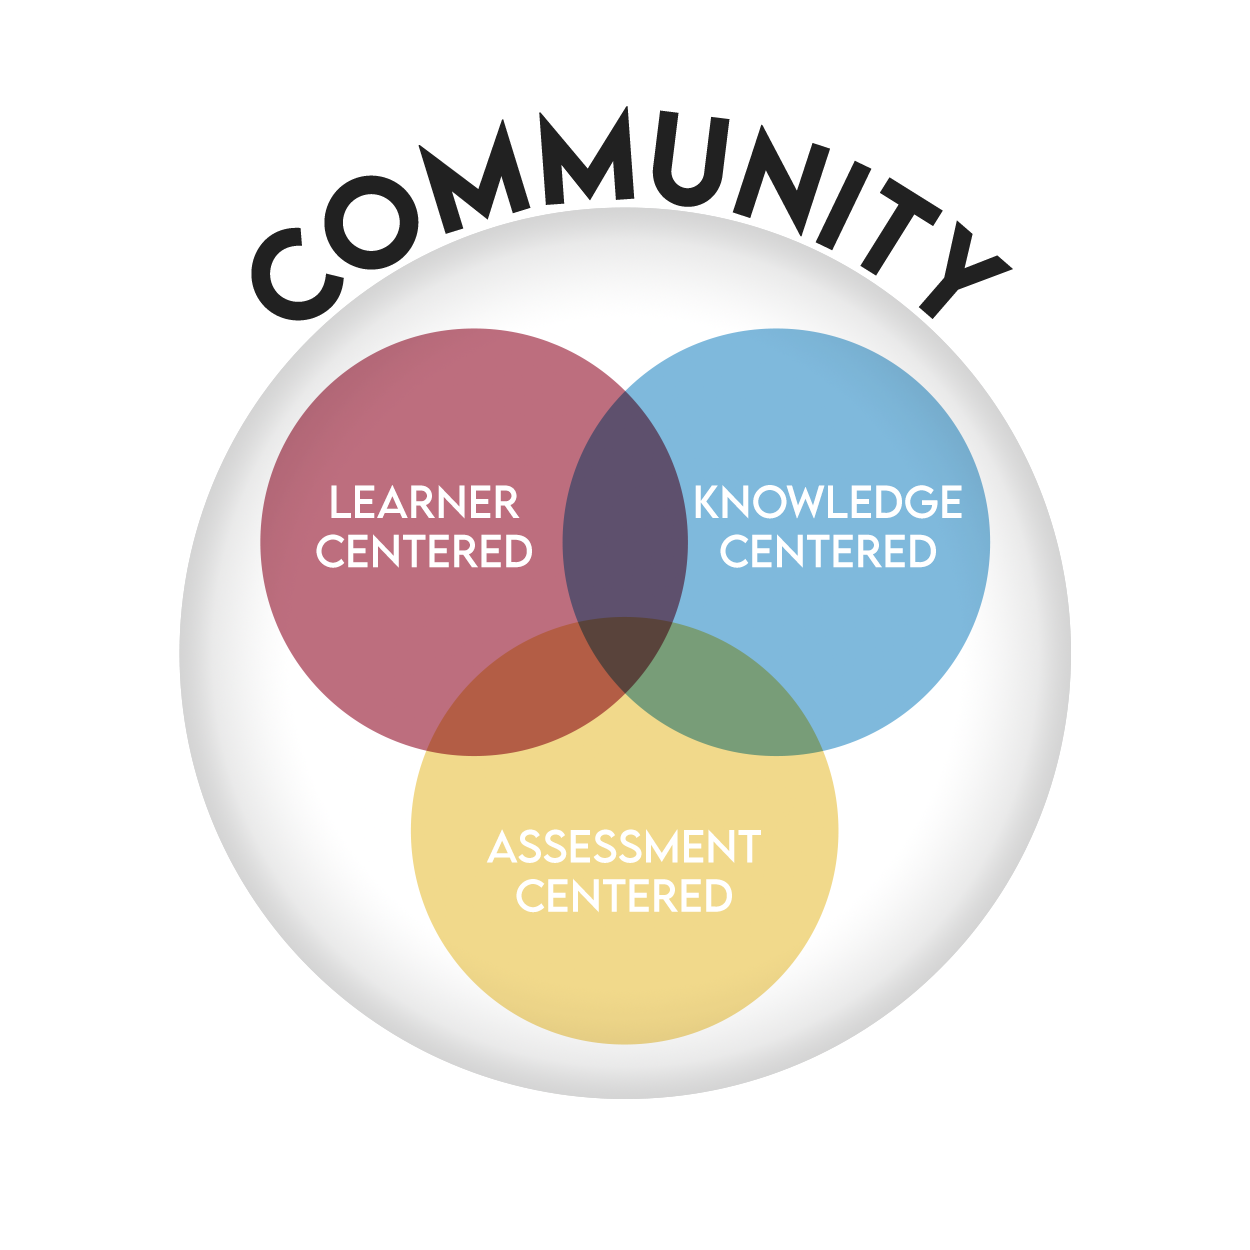 COMMUNITY
LEARNER
CENTERED
KNOWLEDGE
CENTERED
ASSESSMENT
CENTERED